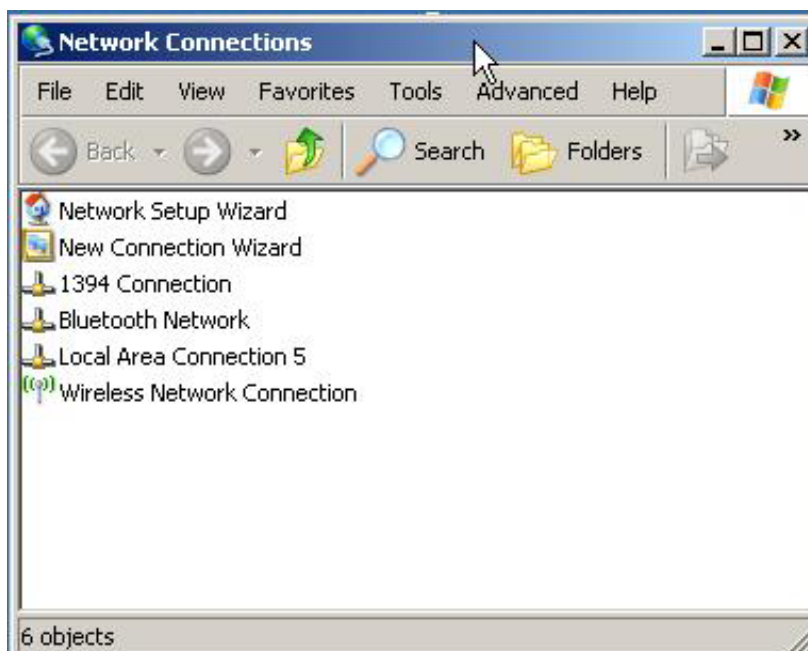 Network Connections
File Edit View Favorites Tools Advanced Help
Back Search Folders »
Network Setup Wizard
New Connection Wizard
1394 Connection
Bluetooth Network
Local Area Connection 5
Wireless Network Connection
6 objects